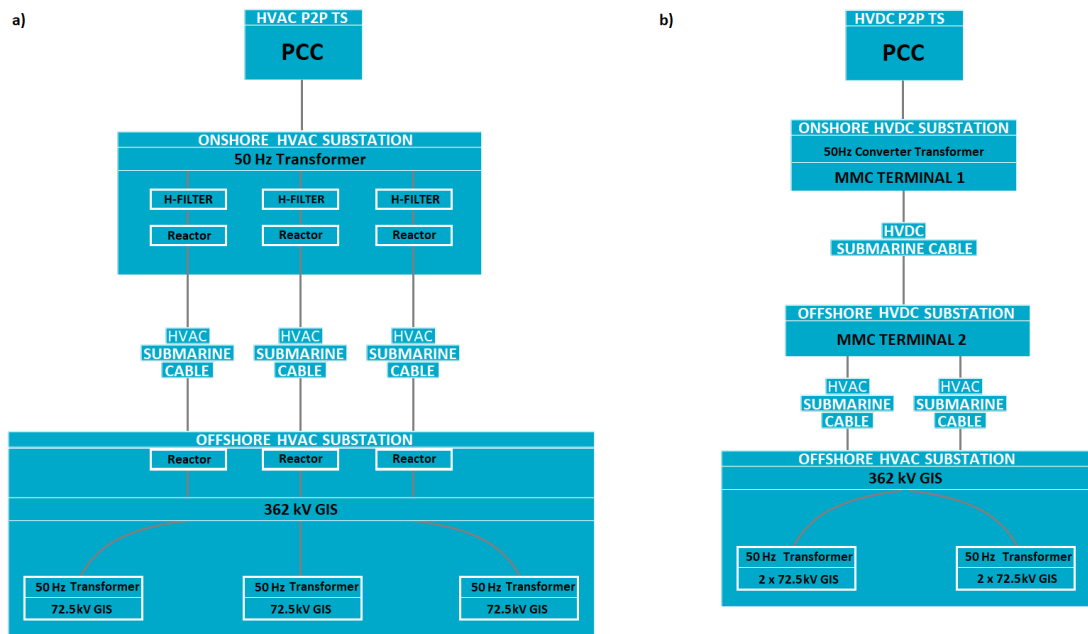 a)
HVAC P2P TS
PCC
ONSHORE HVAC SUBSTATION
50 Hz Transformer
H-FILTER H-FILTER H-FILTER
Reactor Reactor Reactor
HVAC HVAC HVAC
SUBMARINE SUBMARINE SUBMARINE
CABLE CABLE CABLE
OFFSHORE HVAC SUBSTATION
Reactor Reactor Reactor
362 kV GIS
50 Hz Transformer 50 Hz Transformer 50 Hz Transformer
72.5kV GIS 72.5kV GIS 72.5kV GIS
b)
HVDC P2P TS
PCC
ONSHORE HVDC SUBSTATION
50Hz Converter Transformer
MMC TERMINAL 1
HVDC
SUBMARINE CABLE
OFFSHORE HVDC SUBSTATION
MMC TERMINAL 2
HVAC HVAC
SUBMARINE SUBMARINE
CABLE CABLE
OFFSHORE HVAC SUBSTATION
362 kV GIS
50 Hz Transformer 50 Hz Transformer
2 x 72.5kV GIS 2 x 72.5kV GIS